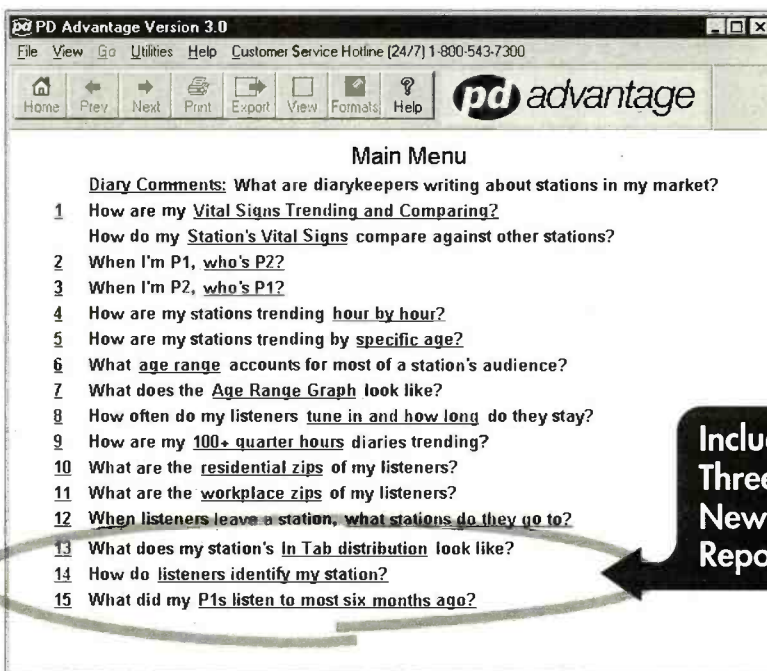 pd PD Advantage Version 3.0
File View Go Utilities Help Customer Service Hotline (24/7) 1-800-543-7300
Home Prev Next Print Export View Formats Help
pd advantage
Main Menu
Diary Comments: What are diarykeepers writing about stations in my market?
1 How are my Vital Signs Trending and Comparing?
How do my Station's Vital Signs compare against other stations?
2 When I'm P1, who's P2?
3 When I'm P2, who's P1?
4 How are my stations trending hour by hour?
5 How are my stations trending by specific age?
6 What age range accounts for most of a station's audience?
7 What does the Age Range Graph look like?
8 How often do my listeners tune in and how long do they stay?
9 How are my 100+ quarter hours diaries trending?
10 What are the residential zips of my listeners?
11 What are the workplace zips of my listeners?
12 When listeners leave a station, what stations do they go to?
13 What does my station's In Tab distribution look like?
14 How do listeners identify my station?
15 What did my P1s listen to most six months ago?
Three
New